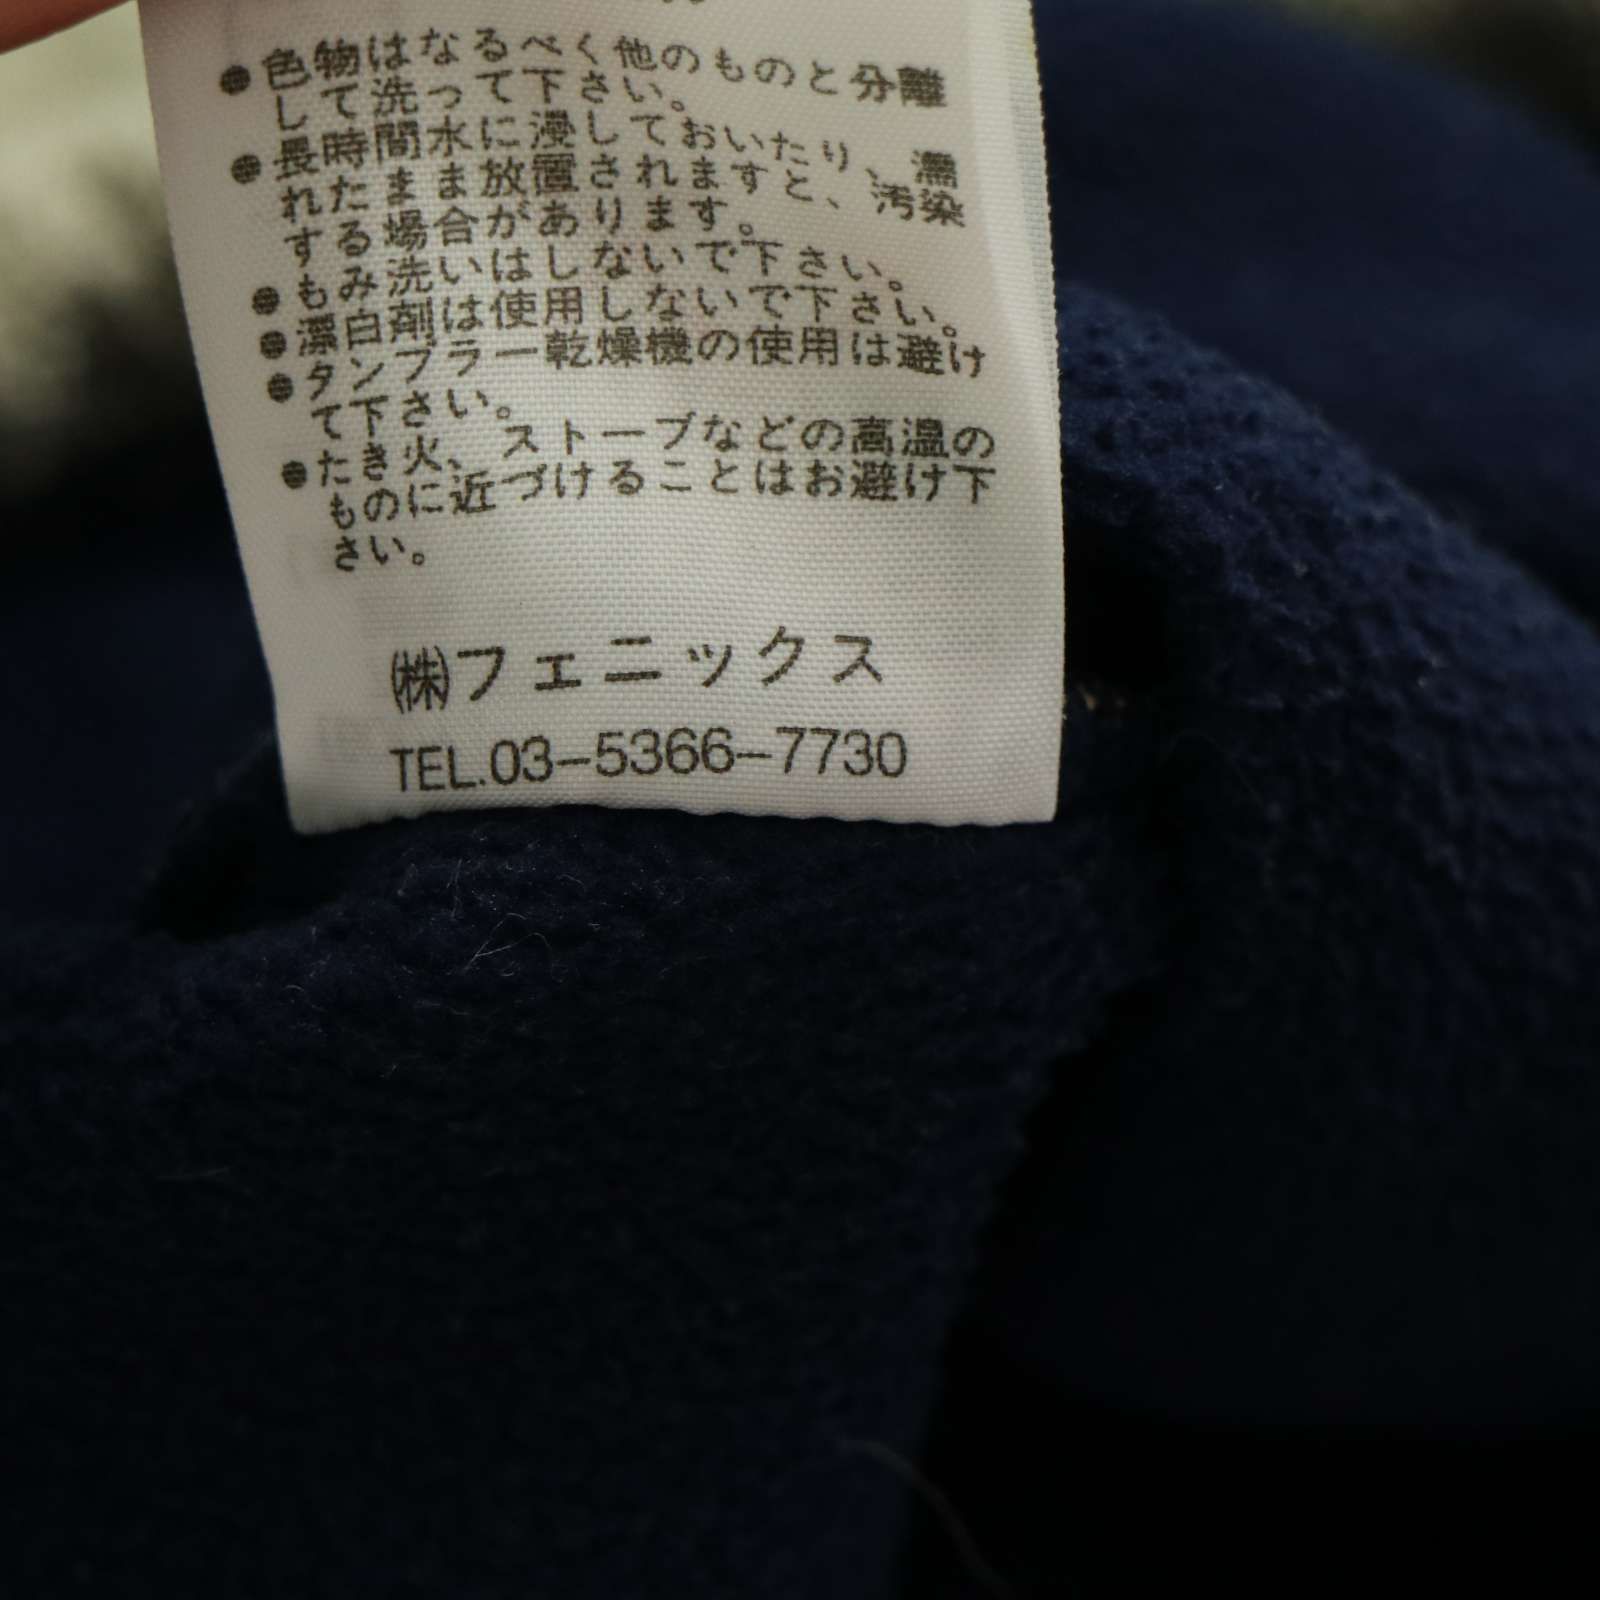 ●色物はなるべく他のものと分離
して洗って下さい。
●長時間水に浸しておいたり、濡
れたまま放置されますと、汚染
する場合があります。
●もみ洗いはしないで下さい。
●漂白剤は使用しないで下さい。
●タンブラー乾燥機の使用は避け
て下さい。
●たき火、ストーブなどの高温の
ものに近づけることはお避け下
さい。
㈱フェニックス
TEL.03-5366-7730